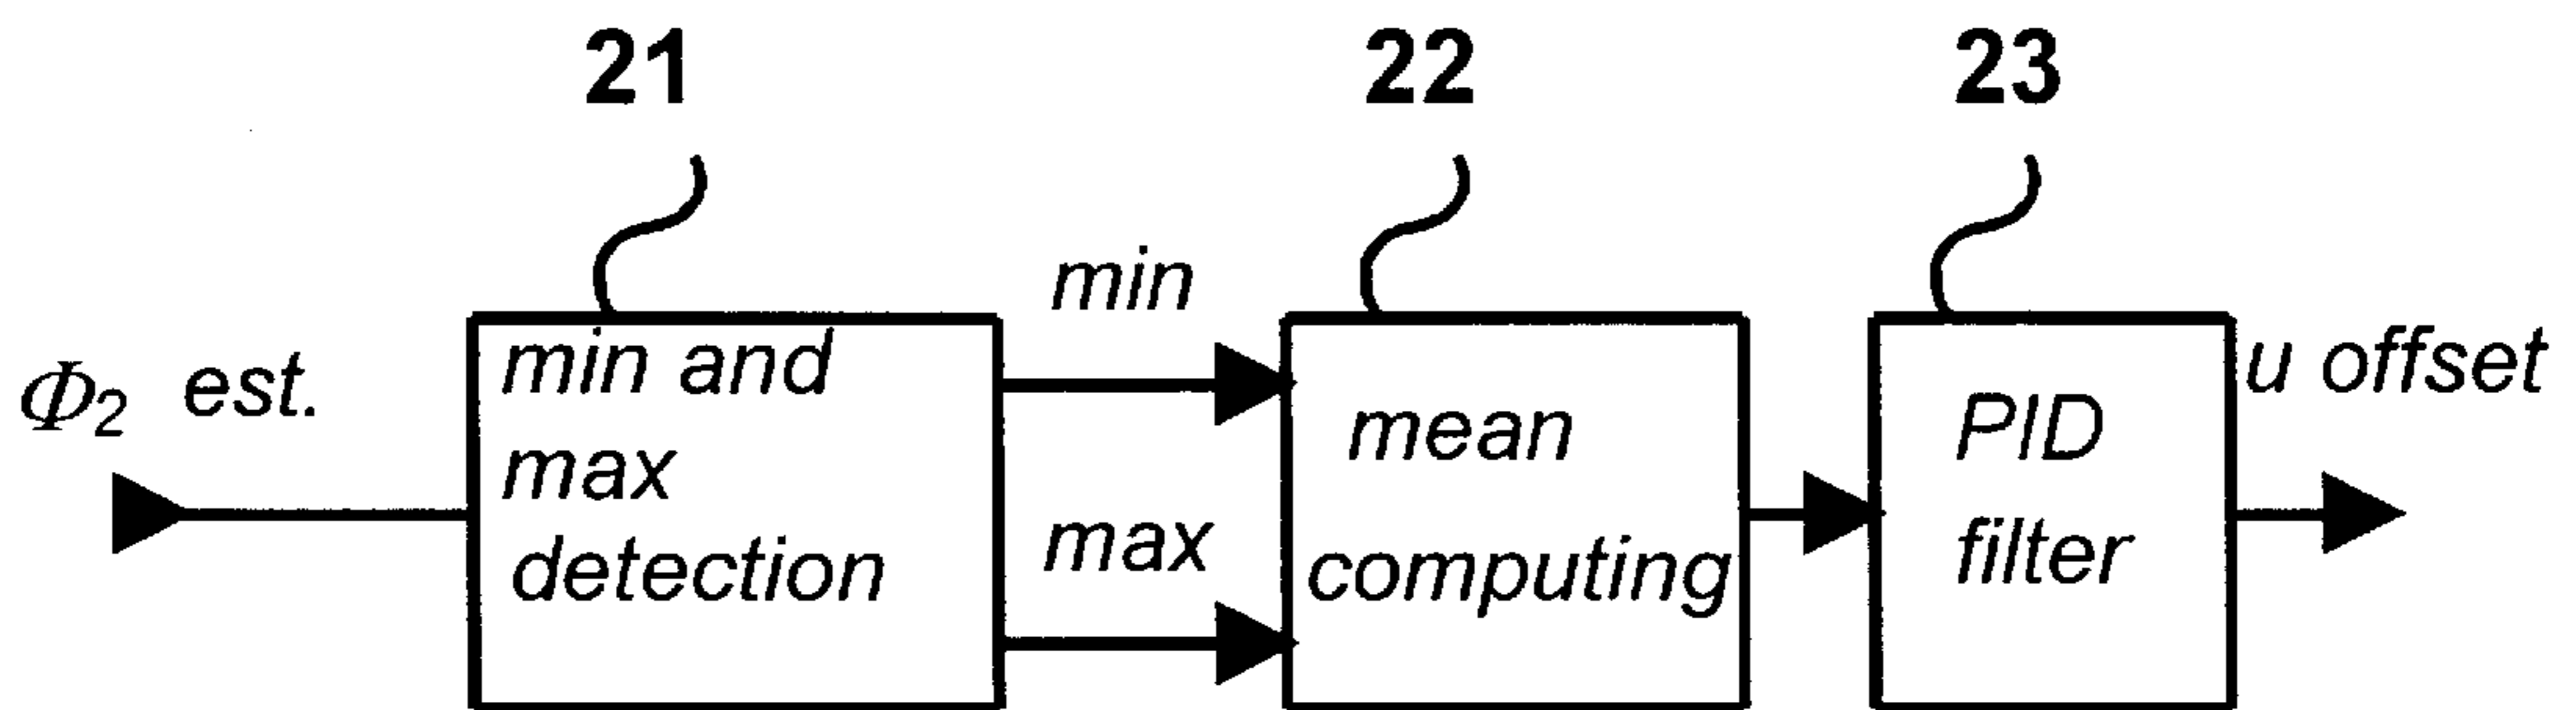 21
22
23
Φ₂ est.
min and
max
detection
min
max
mean
computing
PID
filter
u offset